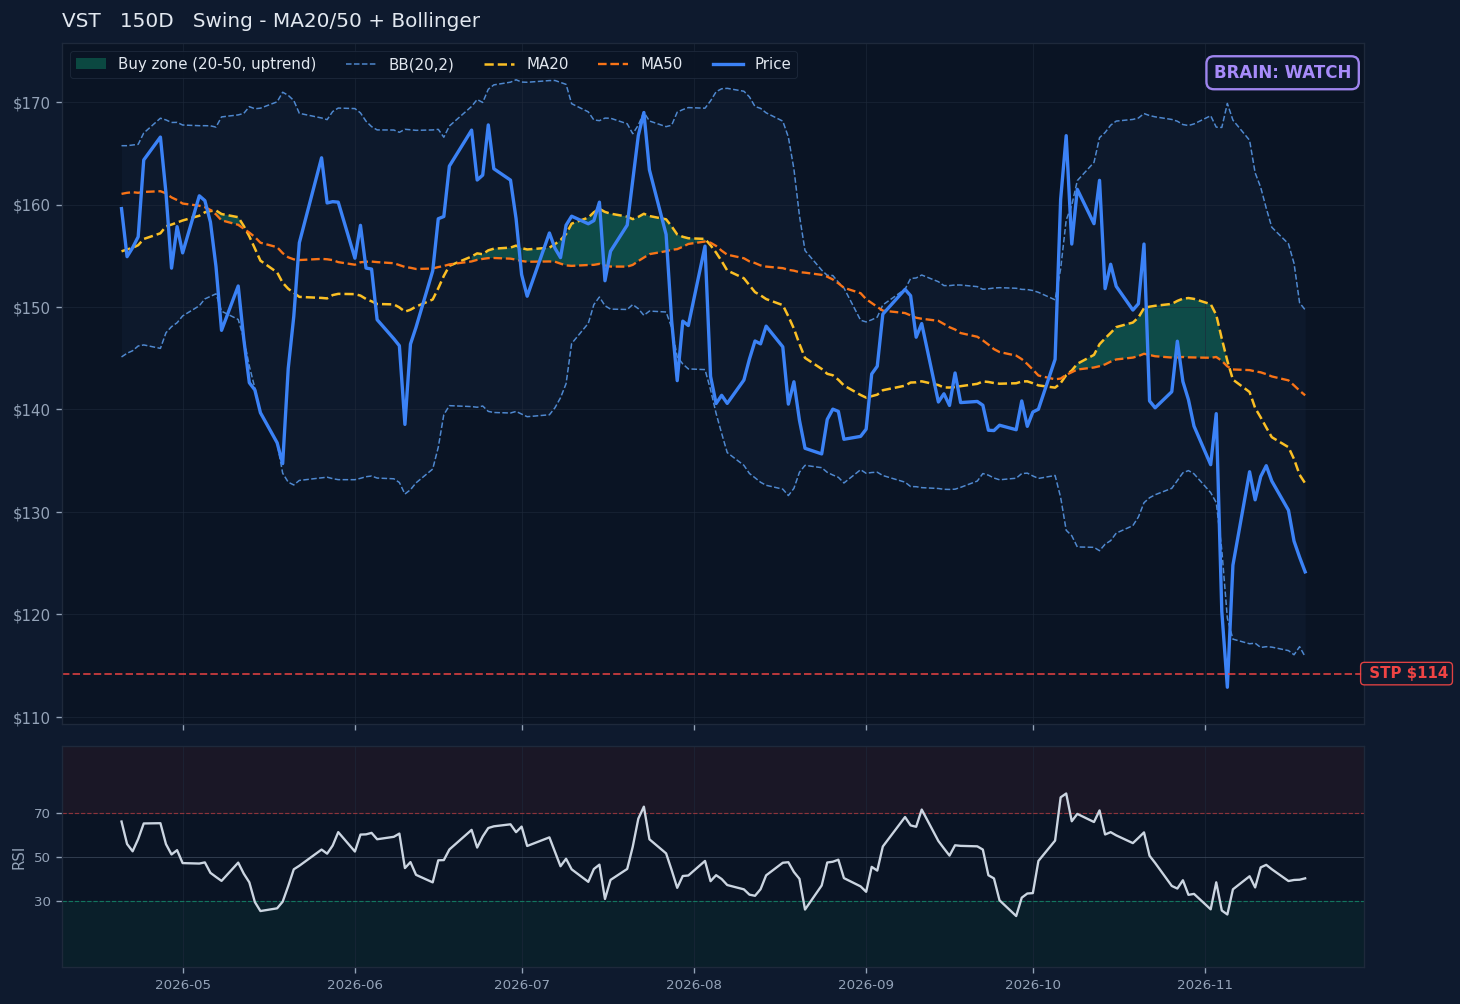 VST   150D   Swing - MA20/50 + Bollinger
Buy zone (20-50, uptrend)   BB(20,2)   MA20   MA50   Price
BRAIN: WATCH
$170
$160
$150
$140
$130
$120
$110
STP $114
RSI
70
50
30
2026-05   2026-06   2026-07   2026-08   2026-09   2026-10   2026-11